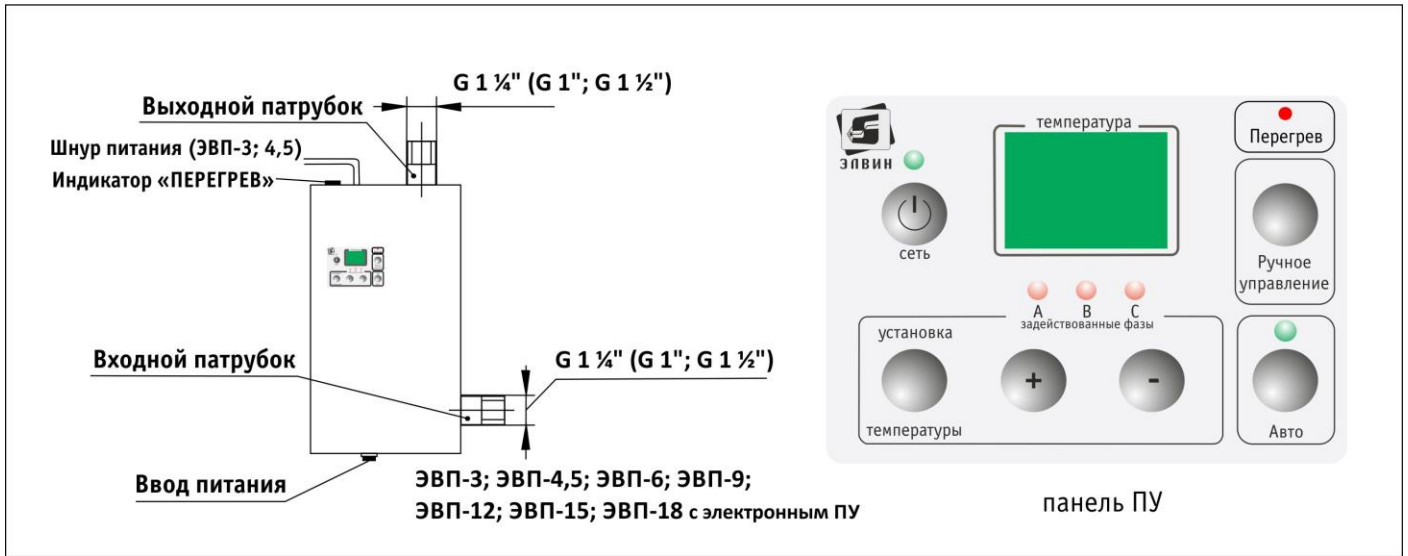 G 1 ¼" (G 1"; G 1 ½")
Выходной патрубок
Шнур питания (ЭВП-3; 4,5)
Индикатор «ПЕРЕГРЕВ»
Входной патрубок
G 1 ¼" (G 1"; G 1 ½")
Ввод питания
ЭВП-3; ЭВП-4,5; ЭВП-6; ЭВП-9;
ЭВП-12; ЭВП-15; ЭВП-18 с электронным ПУ
элвин
сеть
температура
Перегрев
Ручное
управление
A B C
задействованные фазы
установка
температуры
+
-
Авто
панель ПУ